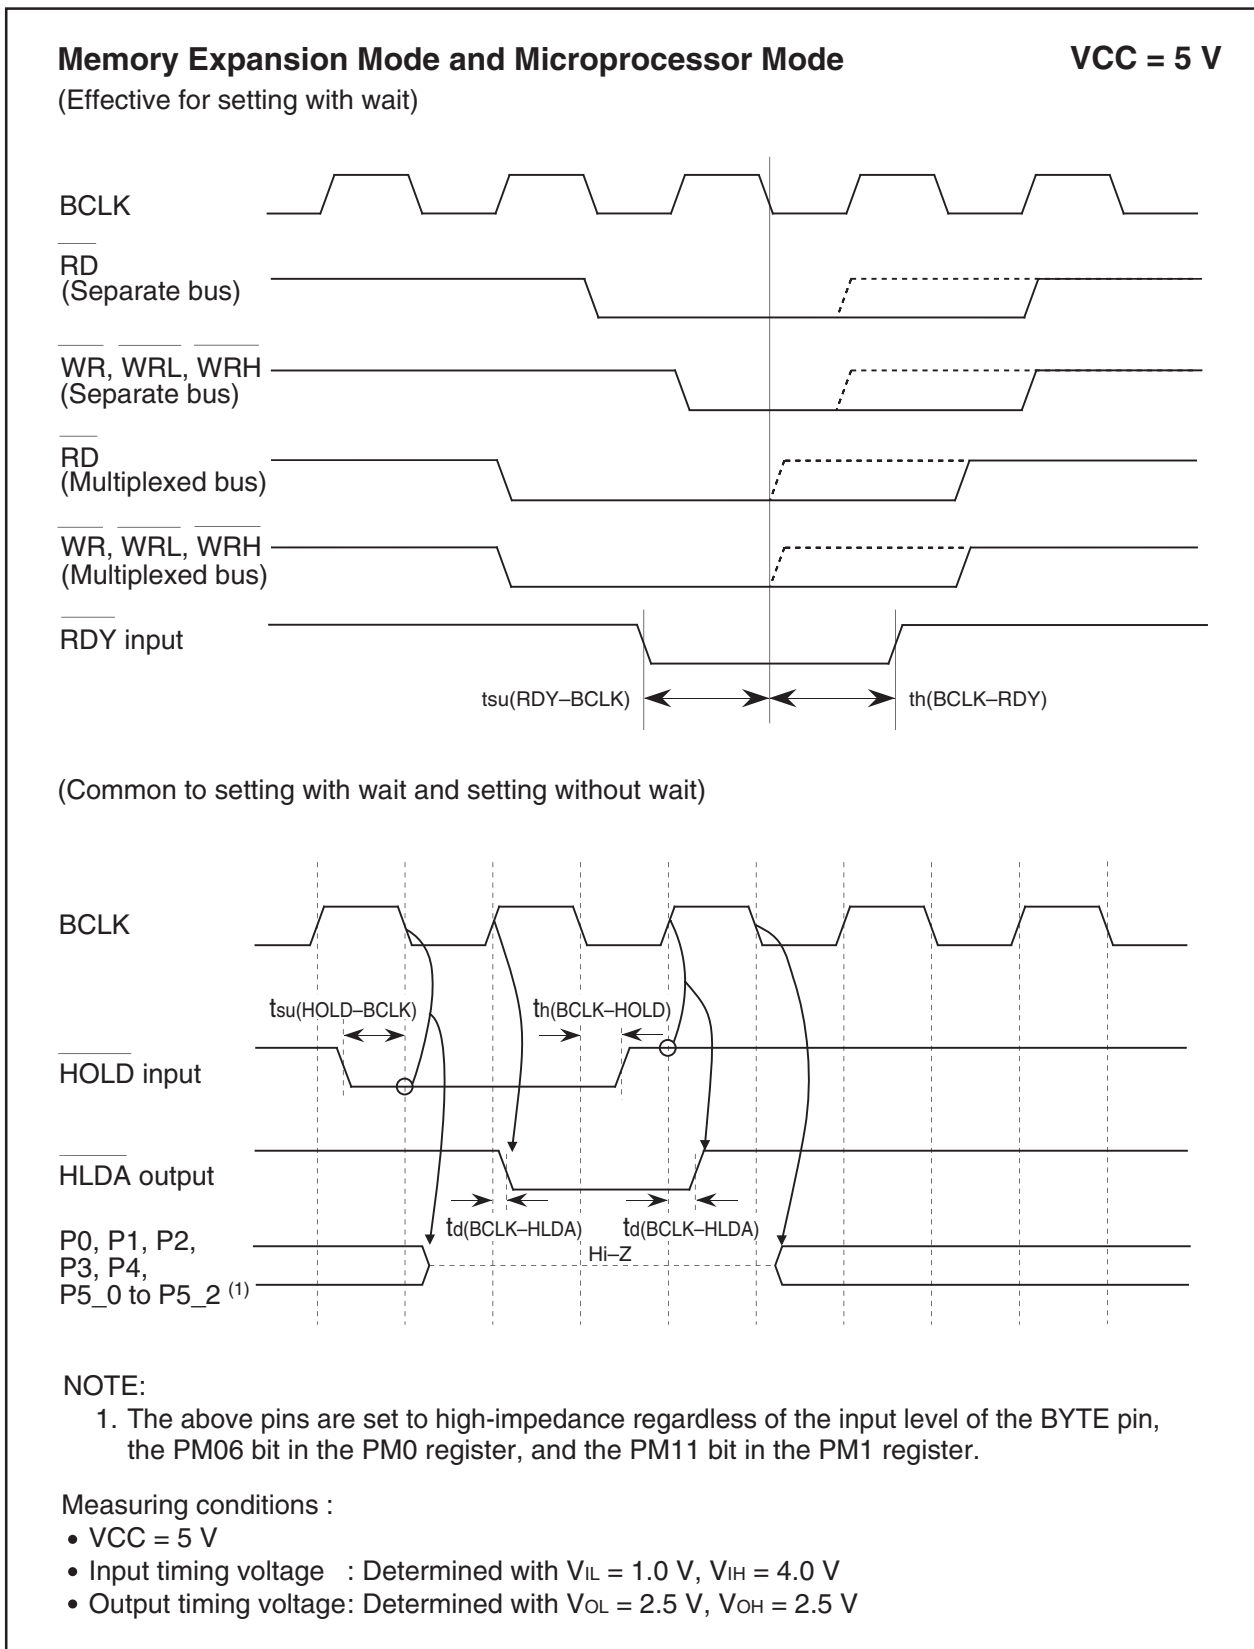 Memory Expansion Mode and Microprocessor Mode VCC = 5 V
(Effective for setting with wait)
BCLK
RD
(Separate bus)
WR, WRL, WRH
(Separate bus)
RD
(Multiplexed bus)
WR, WRL, WRH
(Multiplexed bus)
RDY input
tsu(RDY–BCLK) th(BCLK–RDY)
(Common to setting with wait and setting without wait)
BCLK
tsu(HOLD–BCLK) th(BCLK–HOLD)
HOLD input
HLDA output
td(BCLK–HLDA) td(BCLK–HLDA)
P0, P1, P2,
Hi–Z
P3, P4,
P5_0 to P5_2 (1)
NOTE:
1. The above pins are set to high-impedance regardless of the input level of the BYTE pin,
the PM06 bit in the PM0 register, and the PM11 bit in the PM1 register.
Measuring conditions :
• VCC = 5 V
• Input timing voltage : Determined with VIL = 1.0 V, VIH = 4.0 V
• Output timing voltage: Determined with VOL = 2.5 V, VOH = 2.5 V